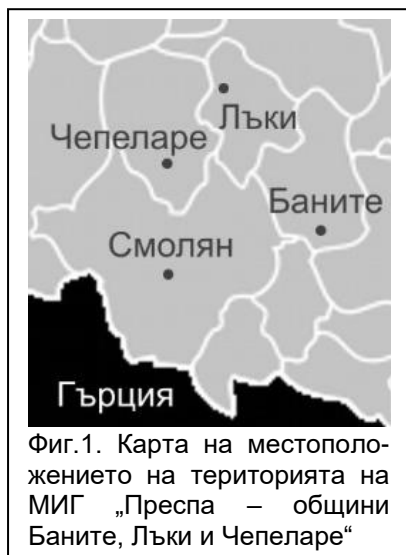 Лъки
Чепеларе
Баните
Смолян
Гърция
Фиг.1. Карта на местополо-
жението на територията на
МИГ „Преспа – общини
Баните, Лъки и Чепеларе“